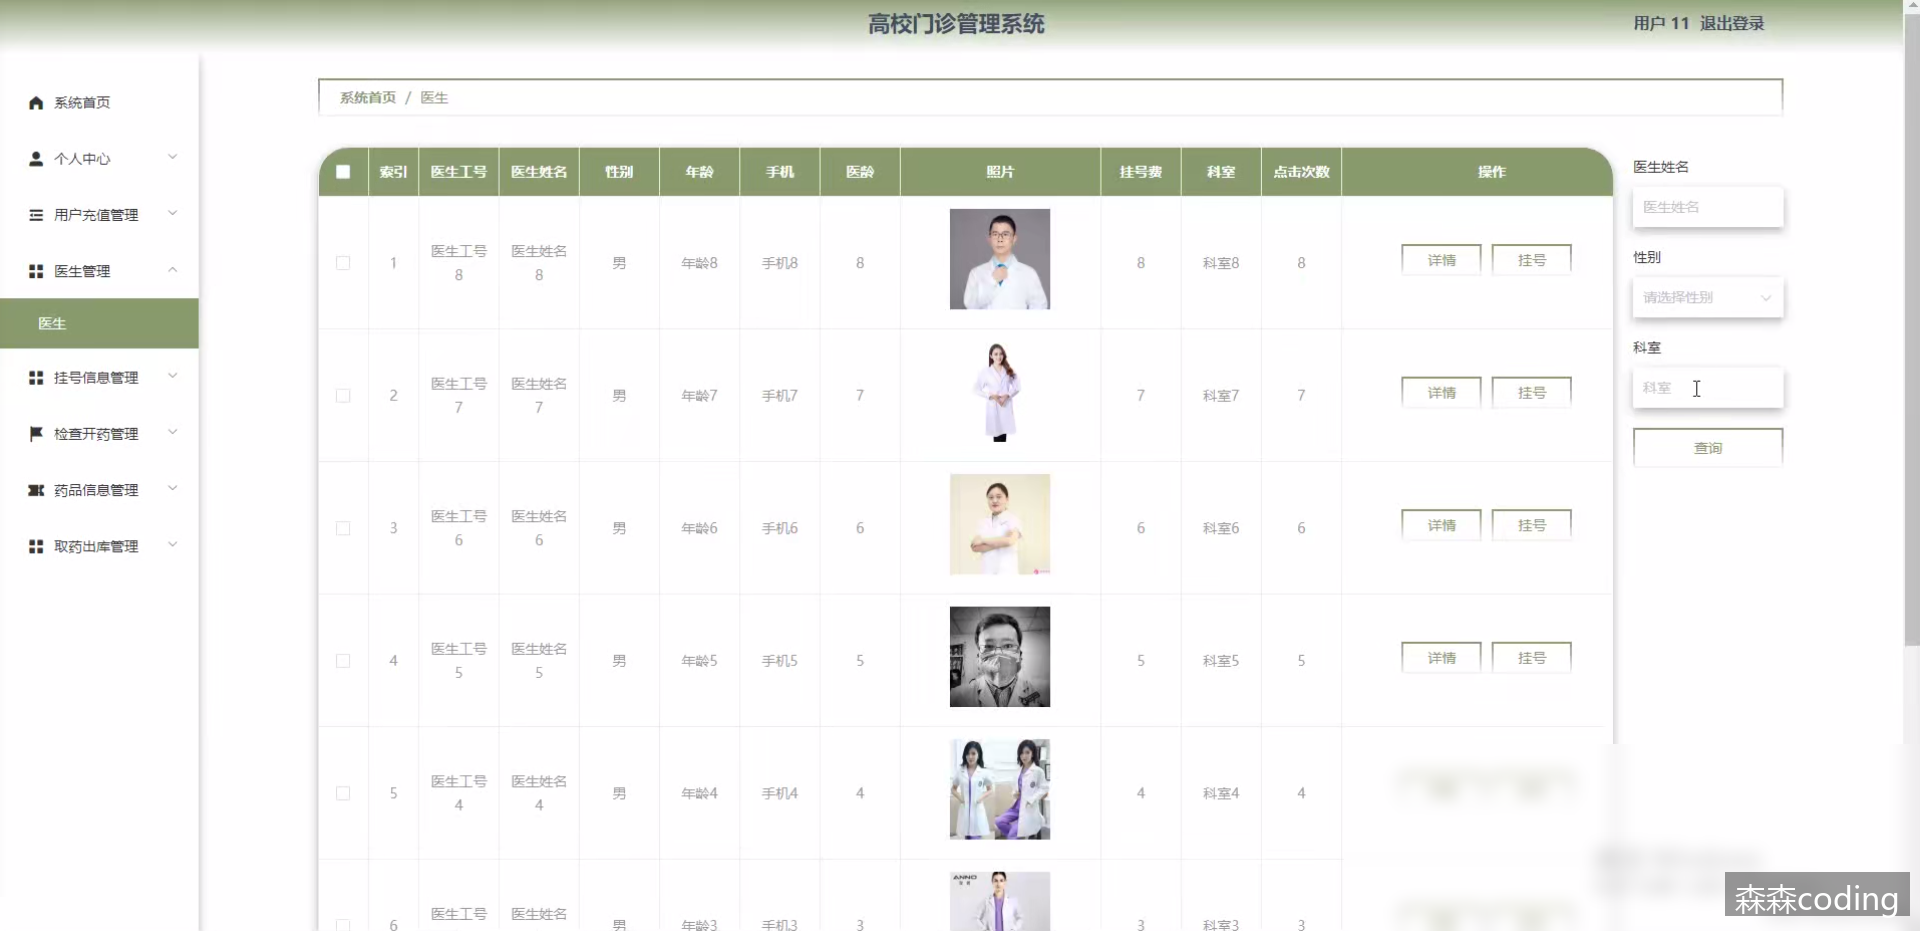 高校门诊管理系统
用户 11 退出登录
系统首页
个人中心
用户充值管理
医生管理
医生
挂号信息管理
检查开药管理
药品信息管理
取药出库管理
系统首页 / 医生
索引 医生工号 医生姓名 性别 年龄 手机 医龄 照片 挂号费 科室 点击次数 操作
1 医生工号8 医生姓名8 男 年龄8 手机8 8 8 科室8 8 详情 挂号
2 医生工号7 医生姓名7 男 年龄7 手机7 7 7 科室7 7 详情 挂号
3 医生工号6 医生姓名6 男 年龄6 手机6 6 6 科室6 6 详情 挂号
4 医生工号5 医生姓名5 男 年龄5 手机5 5 5 科室5 5 详情 挂号
5 医生工号4 医生姓名4 男 年龄4 手机4 4 4 科室4 4
ANNO
6 医生工号 医生姓名 男 年龄3 手机3 3 3 科室3 3
医生姓名
医生姓名
性别
请选择性别
科室
科室
查询
森森coding